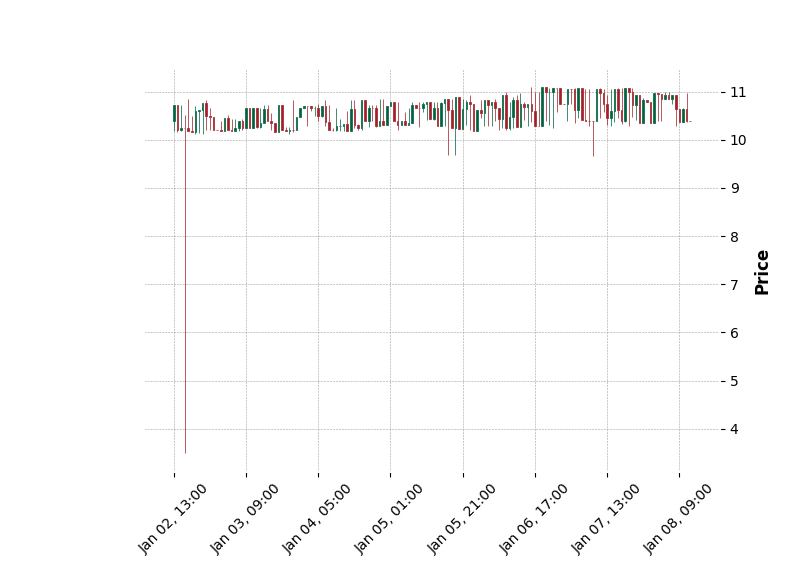 11
10
9
8
7
6
5
4
Price
Jan 02, 13:00
Jan 03, 09:00
Jan 04, 05:00
Jan 05, 01:00
Jan 05, 21:00
Jan 06, 17:00
Jan 07, 13:00
Jan 08, 09:00